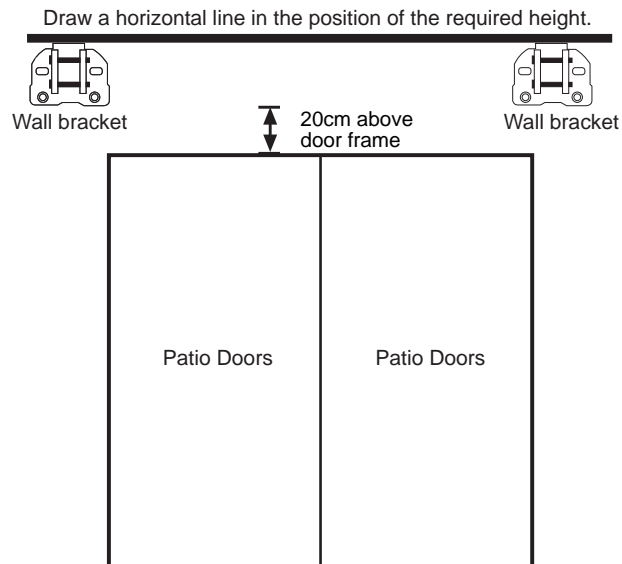 Draw a horizontal line in the position of the required height.
Wall bracket
20cm above
door frame
Wall bracket
Patio Doors
Patio Doors